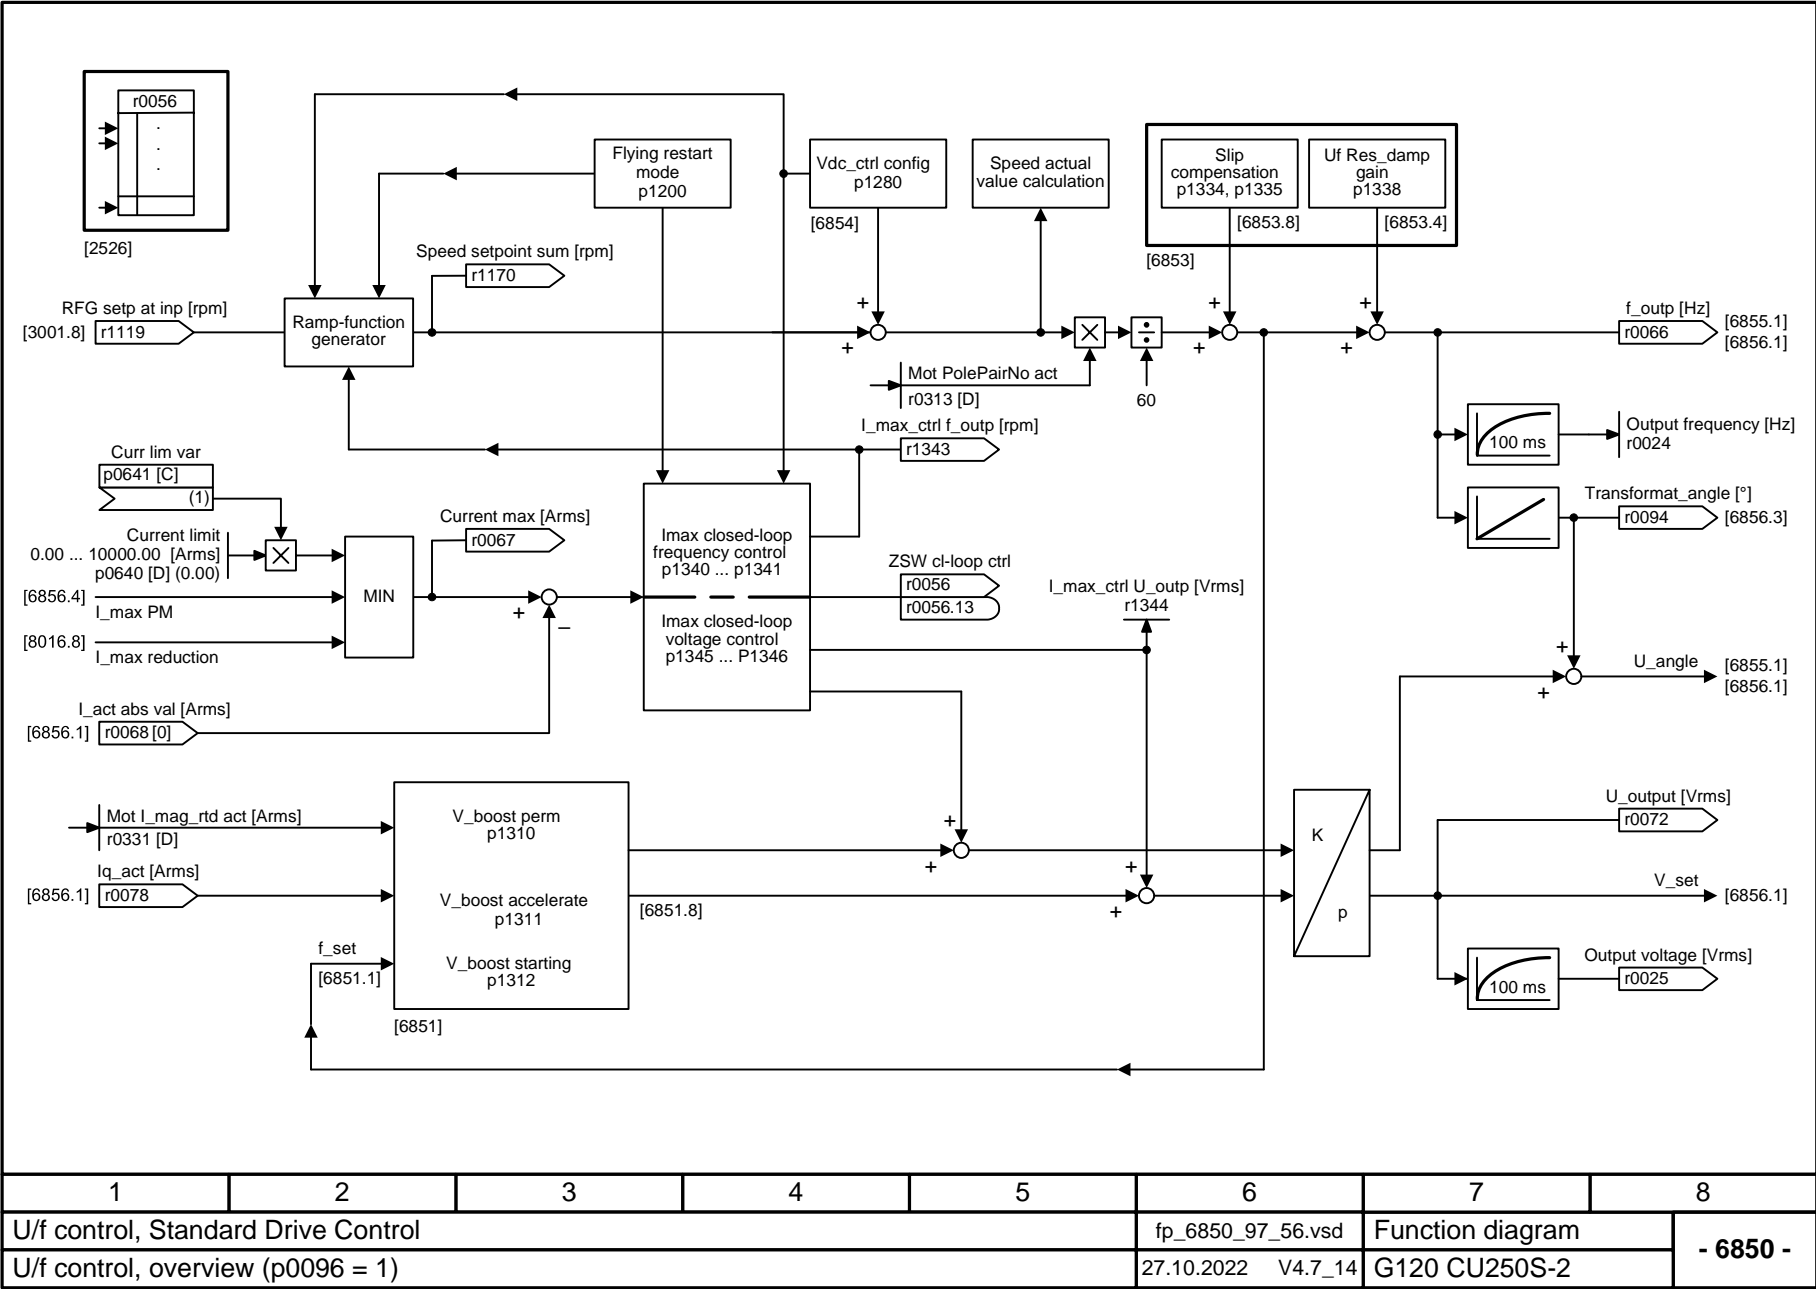 r0056
[2526]
Flying restart
mode
p1200
Vdc_ctrl config
p1280
[6854]
Speed actual
value calculation
Slip
compensation
p1334, p1335
[6853.8]
Uf Res_damp
gain
p1338
[6853.4]
[6853]
Speed setpoint sum [rpm]
r1170
RFG setp at inp [rpm]
[3001.8]
r1119
Ramp-function
generator
+
+
×
÷
Mot PolePairNo act
r0313 [D]
60
+
+
+
+
f_outp [Hz]
r0066
[6855.1]
[6856.1]
I_max_ctrl f_outp [rpm]
r1343
100 ms
Output frequency [Hz]
r0024
Transformat_angle [°]
r0094
[6856.3]
Curr lim var
p0641 [C]
(1)
Current limit
0.00 ... 10000.00 [Arms]
p0640 [D] (0.00)
×
[6856.4]
I_max PM
[8016.8]
I_max reduction
MIN
Current max [Arms]
r0067
+
–
Imax closed-loop
frequency control
p1340 ... p1341
Imax closed-loop
voltage control
p1345 ... P1346
ZSW cl-loop ctrl
r0056
r0056.13
I_max_ctrl U_outp [Vrms]
r1344
I_act abs val [Arms]
[6856.1]
r0068 [0]
+
+
U_angle
[6855.1]
[6856.1]
Mot I_mag_rtd act [Arms]
r0331 [D]
Iq_act [Arms]
[6856.1]
r0078
f_set
[6851.1]
V_boost perm
p1310
V_boost accelerate
p1311
V_boost starting
p1312
[6851]
[6851.8]
+
+
+
+
K
p
U_output [Vrms]
r0072
V_set
[6856.1]
100 ms
Output voltage [Vrms]
r0025
1 2 3 4 5 6 7 8
U/f control, Standard Drive Control
fp_6850_97_56.vsd
Function diagram
- 6850 -
U/f control, overview (p0096 = 1)
27.10.2022 V4.7_14
G120 CU250S-2